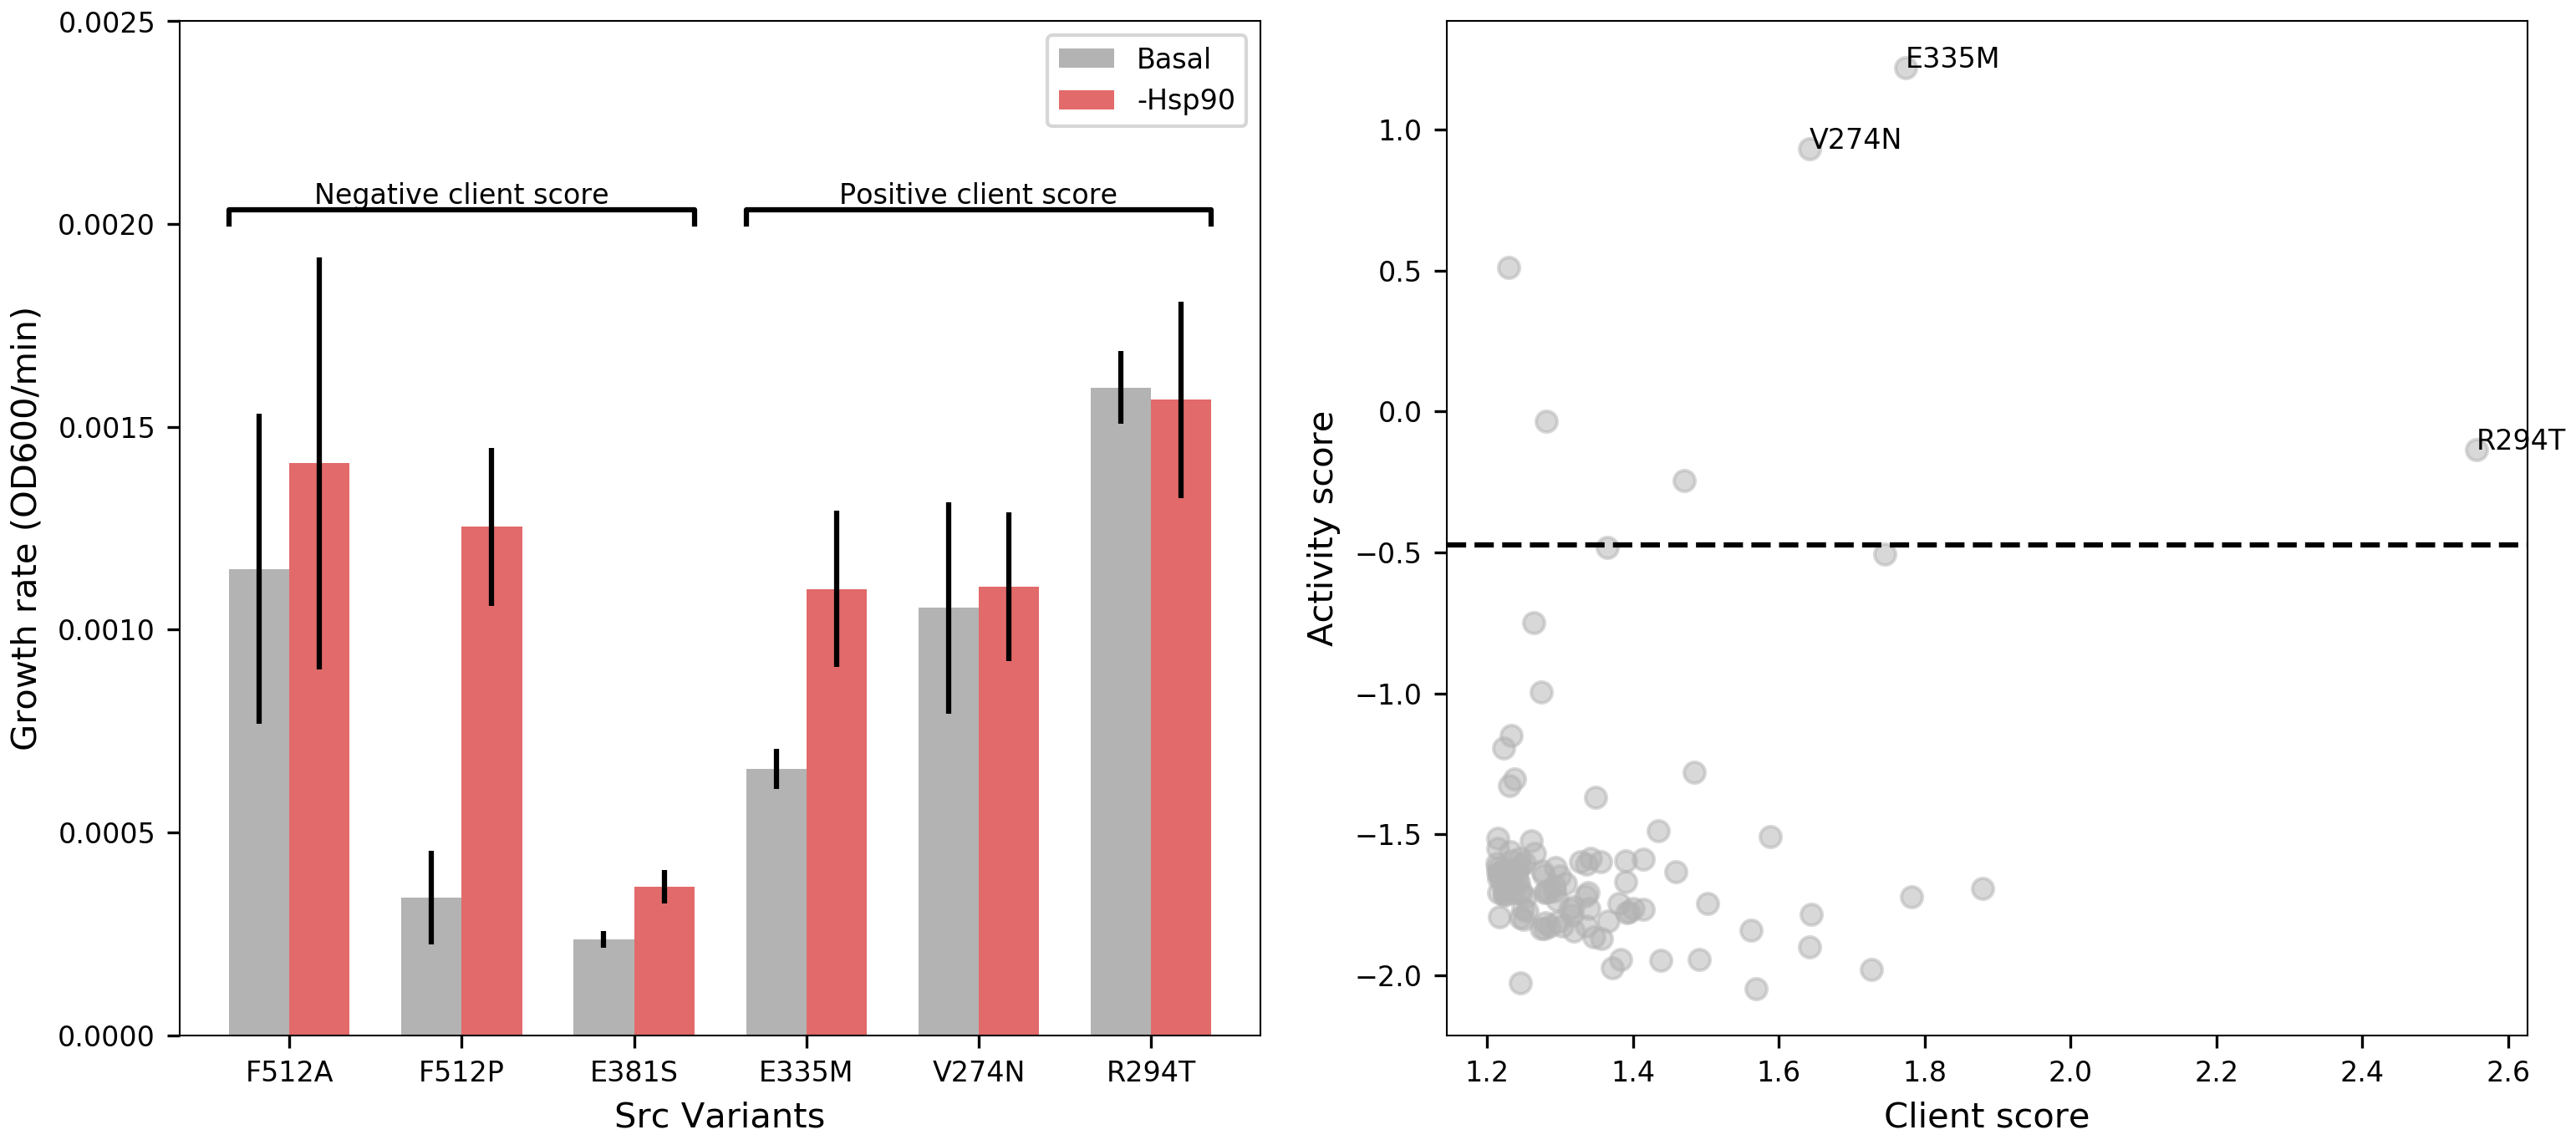 Growth rate (OD600/min)
0.0025
0.0020
0.0015
0.0010
0.0005
0.0000
Basal
-Hsp90
Negative client score
Positive client score
F512A
F512P
E381S
E335M
V274N
R294T
Src Variants
Activity score
1.0
0.5
0.0
−0.5
−1.0
−1.5
−2.0
E335M
V274N
R294T
1.2
1.4
1.6
1.8
2.0
2.2
2.4
2.6
Client score